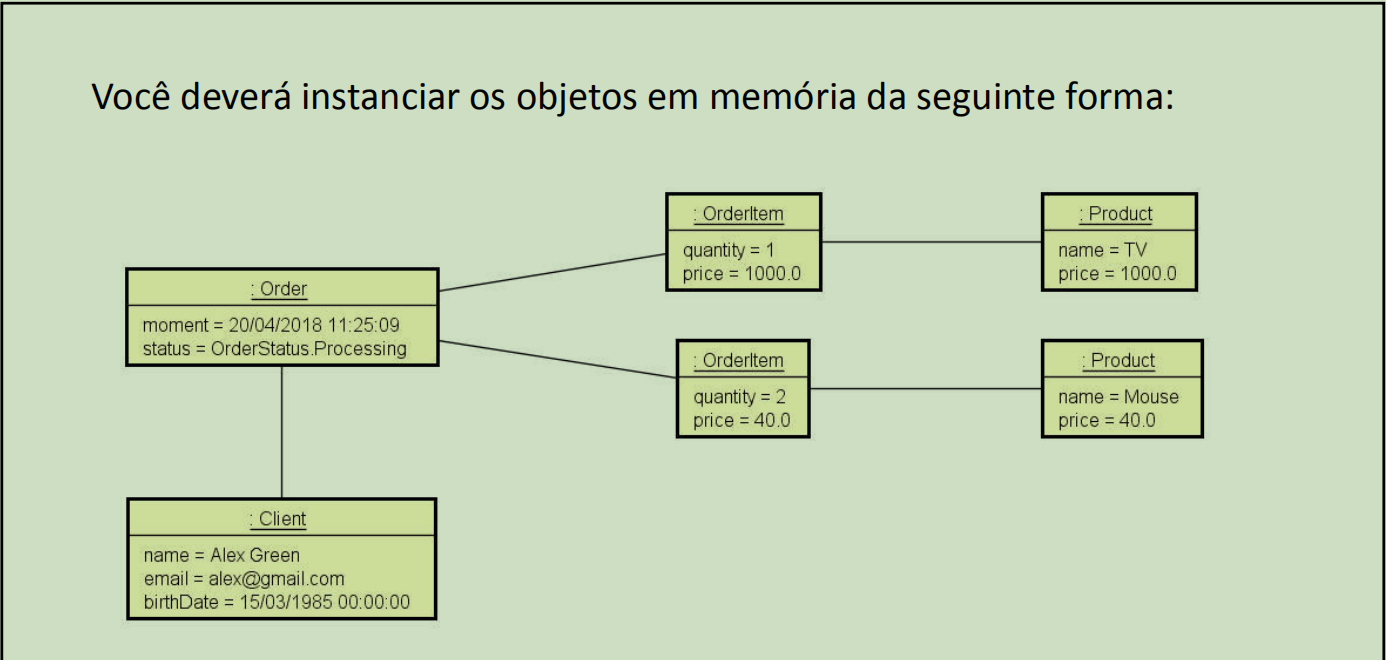 Você deverá instanciar os objetos em memória da seguinte forma:
: Order
moment = 20/04/2018 11:25:09
status = OrderStatus.Processing
: OrderItem
quantity = 1
price = 1000.0
: Product
name = TV
price = 1000.0
: OrderItem
quantity = 2
price = 40.0
: Product
name = Mouse
price = 40.0
: Client
name = Alex Green
email = alex@gmail.com
birthDate = 15/03/1985 00:00:00